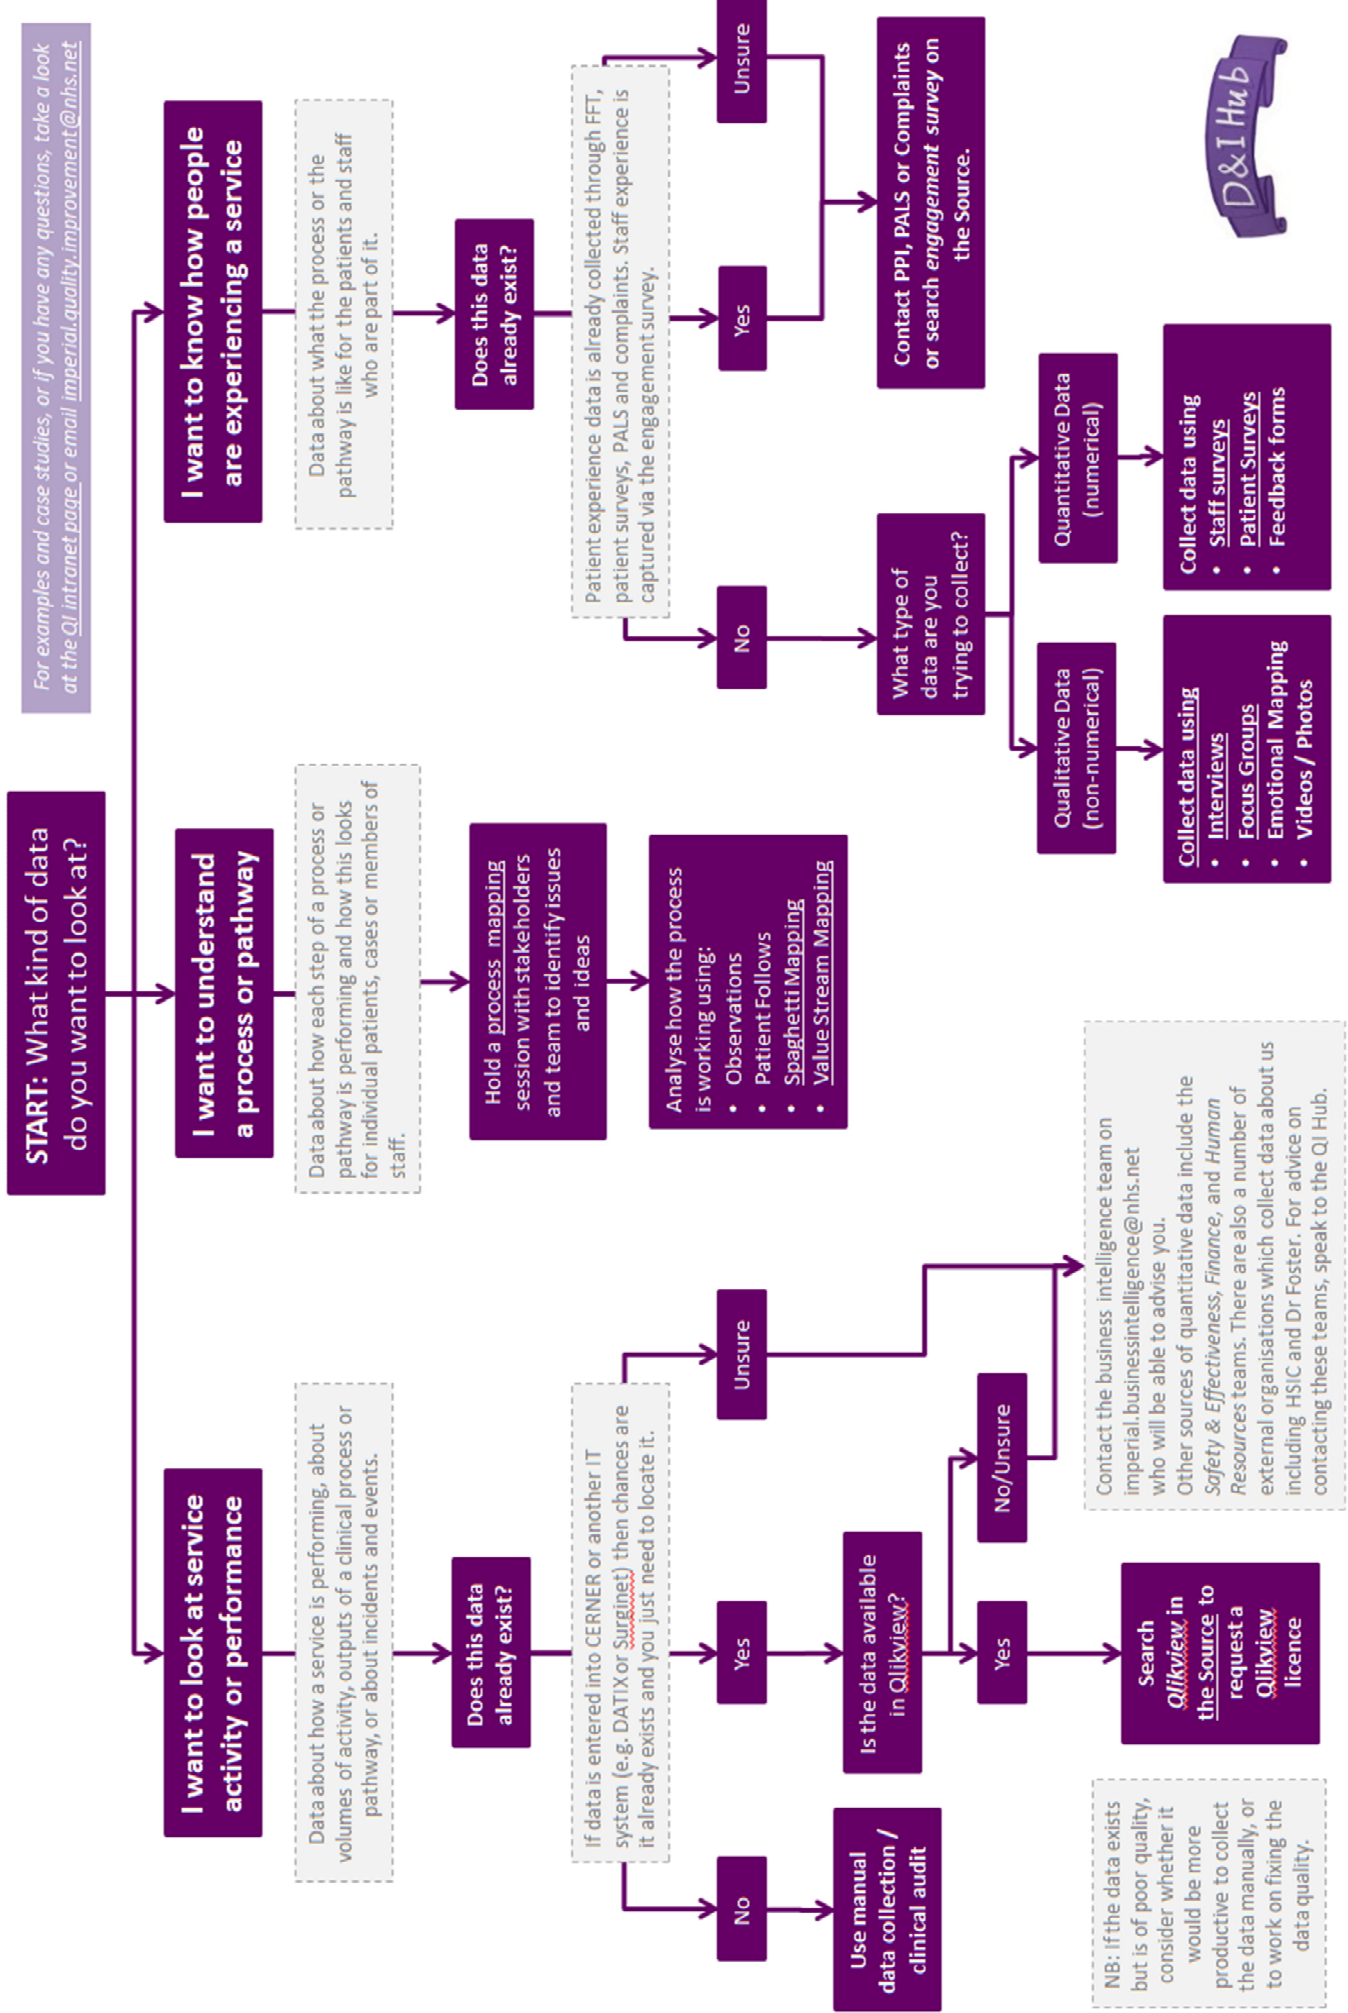 START: What kind of data
do you want to look at?
For examples and case studies, or if you have any questions, take a look
at the QI intranet page or email imperial.quality.improvement@nhs.net
I want to look at service
activity or performance
Data about how a service is performing, about
volumes of activity, outputs of a clinical process or
pathway, or about incidents and events.
Does this data
already exist?
If data is entered into CERNER or another IT
system (e.g. DATIX or Surginet) then chances are
it already exists and you just need to locate it.
No
Yes
Unsure
Use manual
data collection /
clinical audit
Is the data available
in Qlikview?
Yes
No/Unsure
Search
Qlikview in
the Source to
request a
Qlikview
licence
NB: If the data exists
but is of poor quality,
consider whether it
would be more
productive to collect
the data manually, or
to work on fixing the
data quality.
Contact the business intelligence team on
imperial.businessintelligence@nhs.net
who will be able to advise you.
Other sources of quantitative data include the
Safety & Effectiveness, Finance, and Human
Resources teams. There are also a number of
external organisations which collect data about us
including HSIC and Dr Foster. For advice on
contacting these teams, speak to the QI Hub.
I want to understand
a process or pathway
Data about how each step of a process or
pathway is performing and how this looks
for individual patients, cases or members of
staff.
Hold a process mapping
session with stakeholders
and team to identify issues
and ideas
Analyse how the process
is working using:
• Observations
• Patient Follows
• Spaghetti Mapping
• Value Stream Mapping
I want to know how people
are experiencing a service
Data about what the process or the
pathway is like for the patients and staff
who are part of it.
Does this data
already exist?
Patient experience data is already collected through FFT,
patient surveys, PALS and complaints. Staff experience is
captured via the engagement survey.
No
Yes
Unsure
What type of
data are you
trying to collect?
Contact PPI, PALS or Complaints
or search engagement survey on
the Source.
Qualitative Data
(non-numerical)
Quantitative Data
(numerical)
Collect data using
• Interviews
• Focus Groups
• Emotional Mapping
• Videos / Photos
Collect data using
• Staff surveys
• Patient Surveys
• Feedback forms
D&I Hub